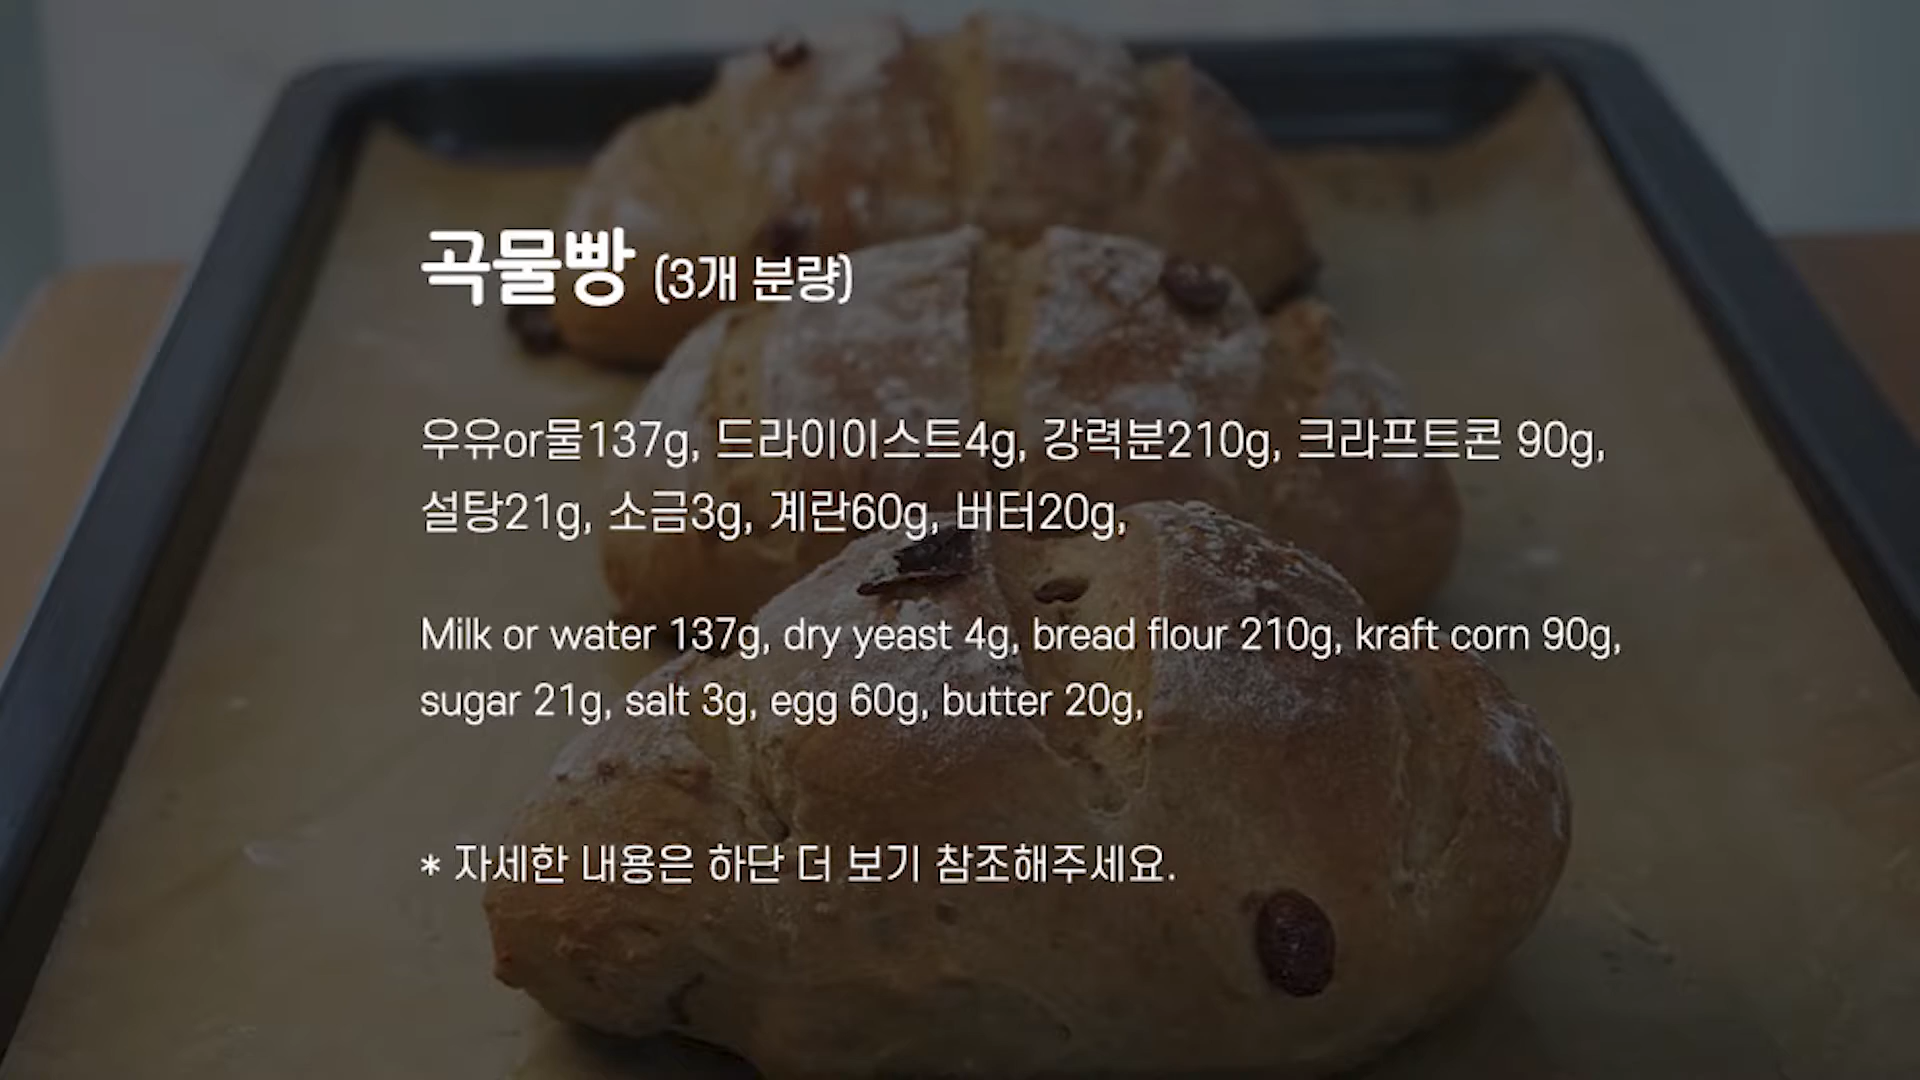 곡물빵 (3개 분량)
우유or물137g, 드라이이스트4g, 강력분210g, 크라프트콘 90g,
설탕21g, 소금3g, 계란60g, 버터20g,
Milk or water 137g, dry yeast 4g, bread flour 210g, kraft corn 90g,
sugar 21g, salt 3g, egg 60g, butter 20g,
* 자세한 내용은 하단 더 보기 참조해주세요.